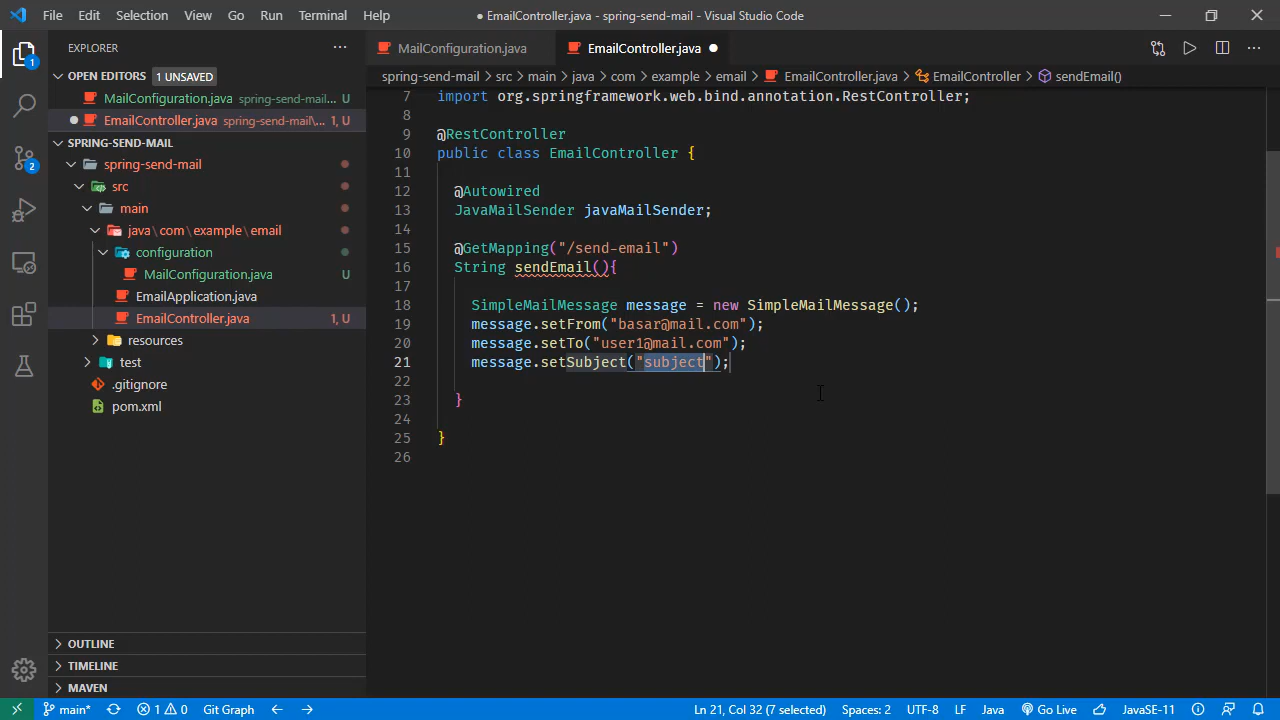 File Edit Selection View Go Run Terminal Help
● EmailController.java - spring-send-mail - Visual Studio Code
EXPLORER
OPEN EDITORS 1 UNSAVED
MailConfiguration.java spring-send-mail... U
EmailController.java spring-send-mail\... 1, U
SPRING-SEND-MAIL
spring-send-mail
src
main
java\com\example\email
configuration
MailConfiguration.java U
EmailApplication.java
EmailController.java 1, U
resources
test
.gitignore
pom.xml
OUTLINE
TIMELINE
MAVEN
1
2
MailConfiguration.java EmailController.java
spring-send-mail > src > main > java > com > example > email > EmailController.java > EmailController > sendEmail()
7 import org.springframework.web.bind.annotation.RestController;
8
9 @RestController
10 public class EmailController {
11
12 @Autowired
13 JavaMailSender javaMailSender;
14
15 @GetMapping("/send-email")
16 String sendEmail(){
17
18 SimpleMailMessage message = new SimpleMailMessage();
19 message.setFrom("basar@mail.com");
20 message.setTo("user1@mail.com");
21 message.setSubject("subject");
22
23 }
24
25 }
26
main* 1 0 Git Graph Ln 21, Col 32 (7 selected) Spaces: 2 UTF-8 LF Java Go Live JavaSE-11